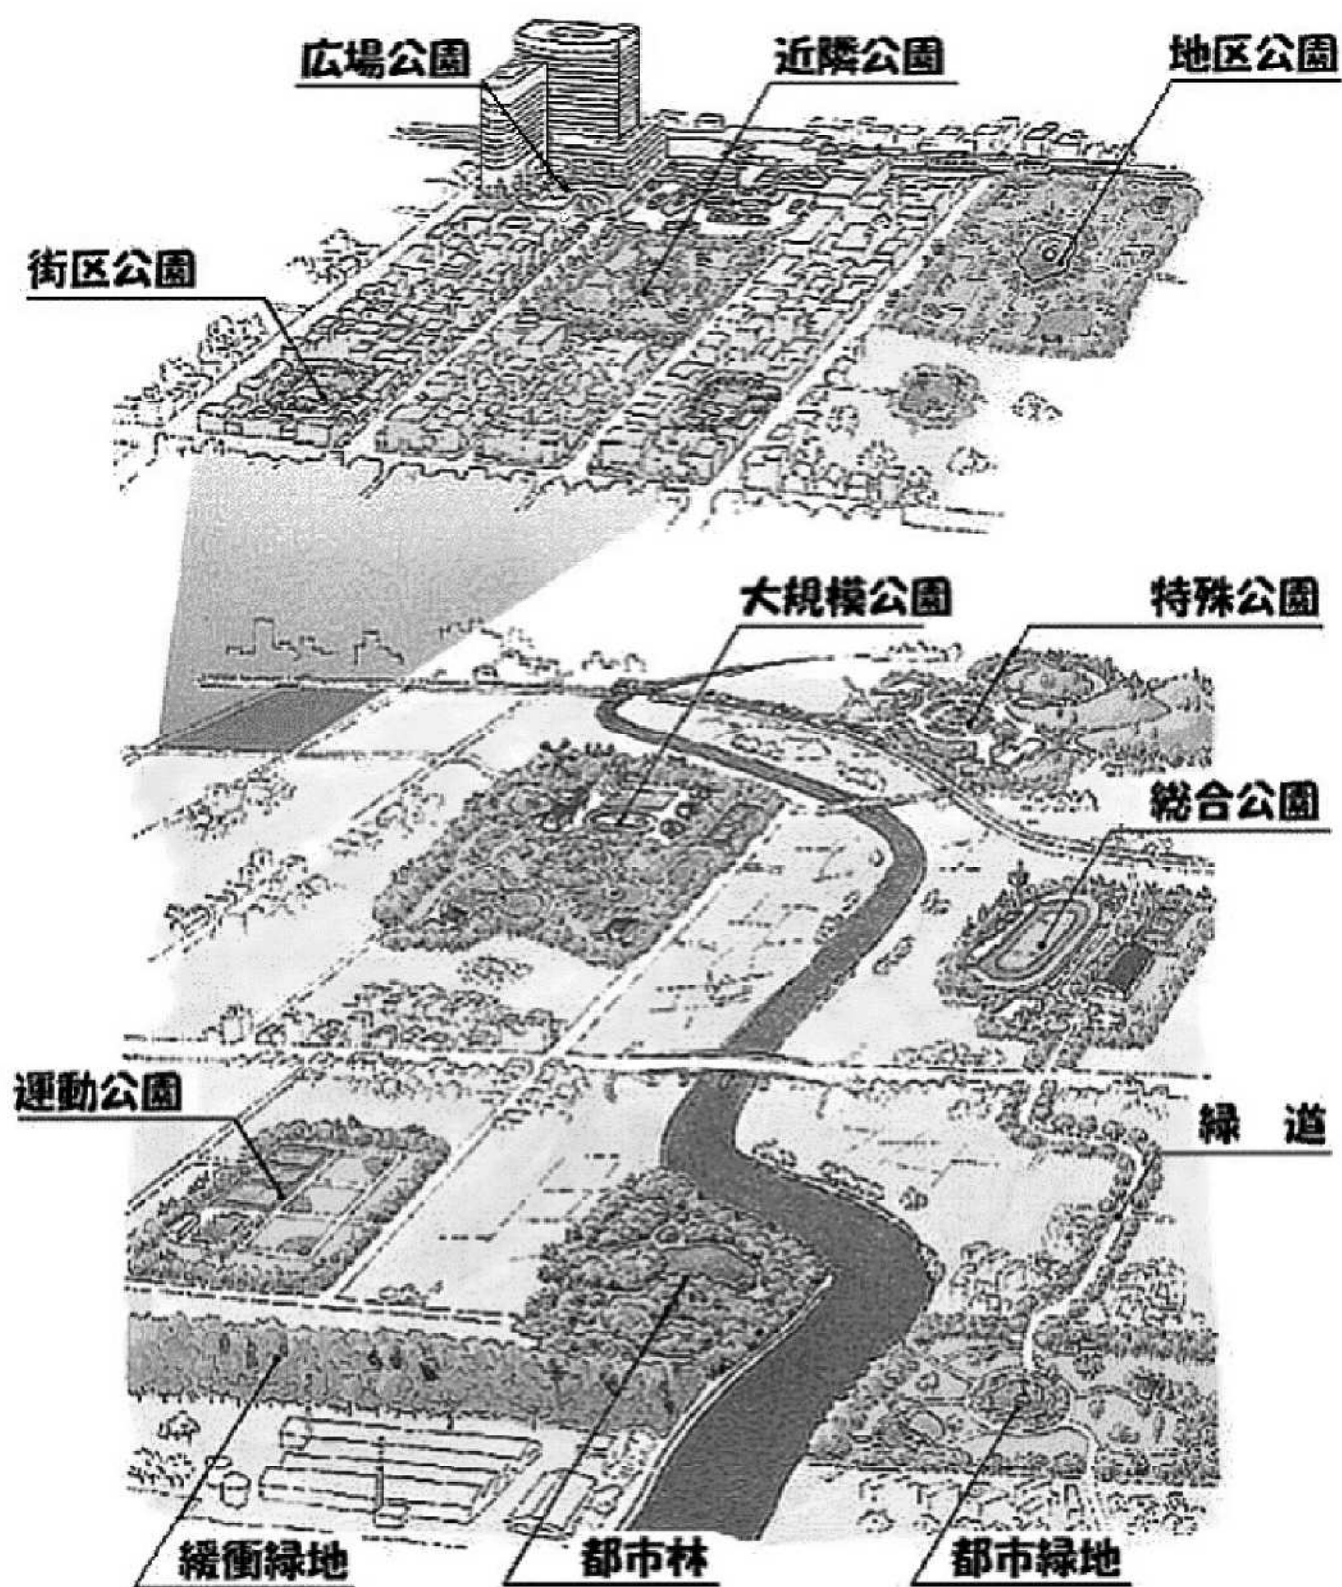 広場公園
近隣公園
地区公園
街区公園
大規模公園
特殊公園
総合公園
運動公園
緑 道
緩衝緑地
都市林
都市緑地